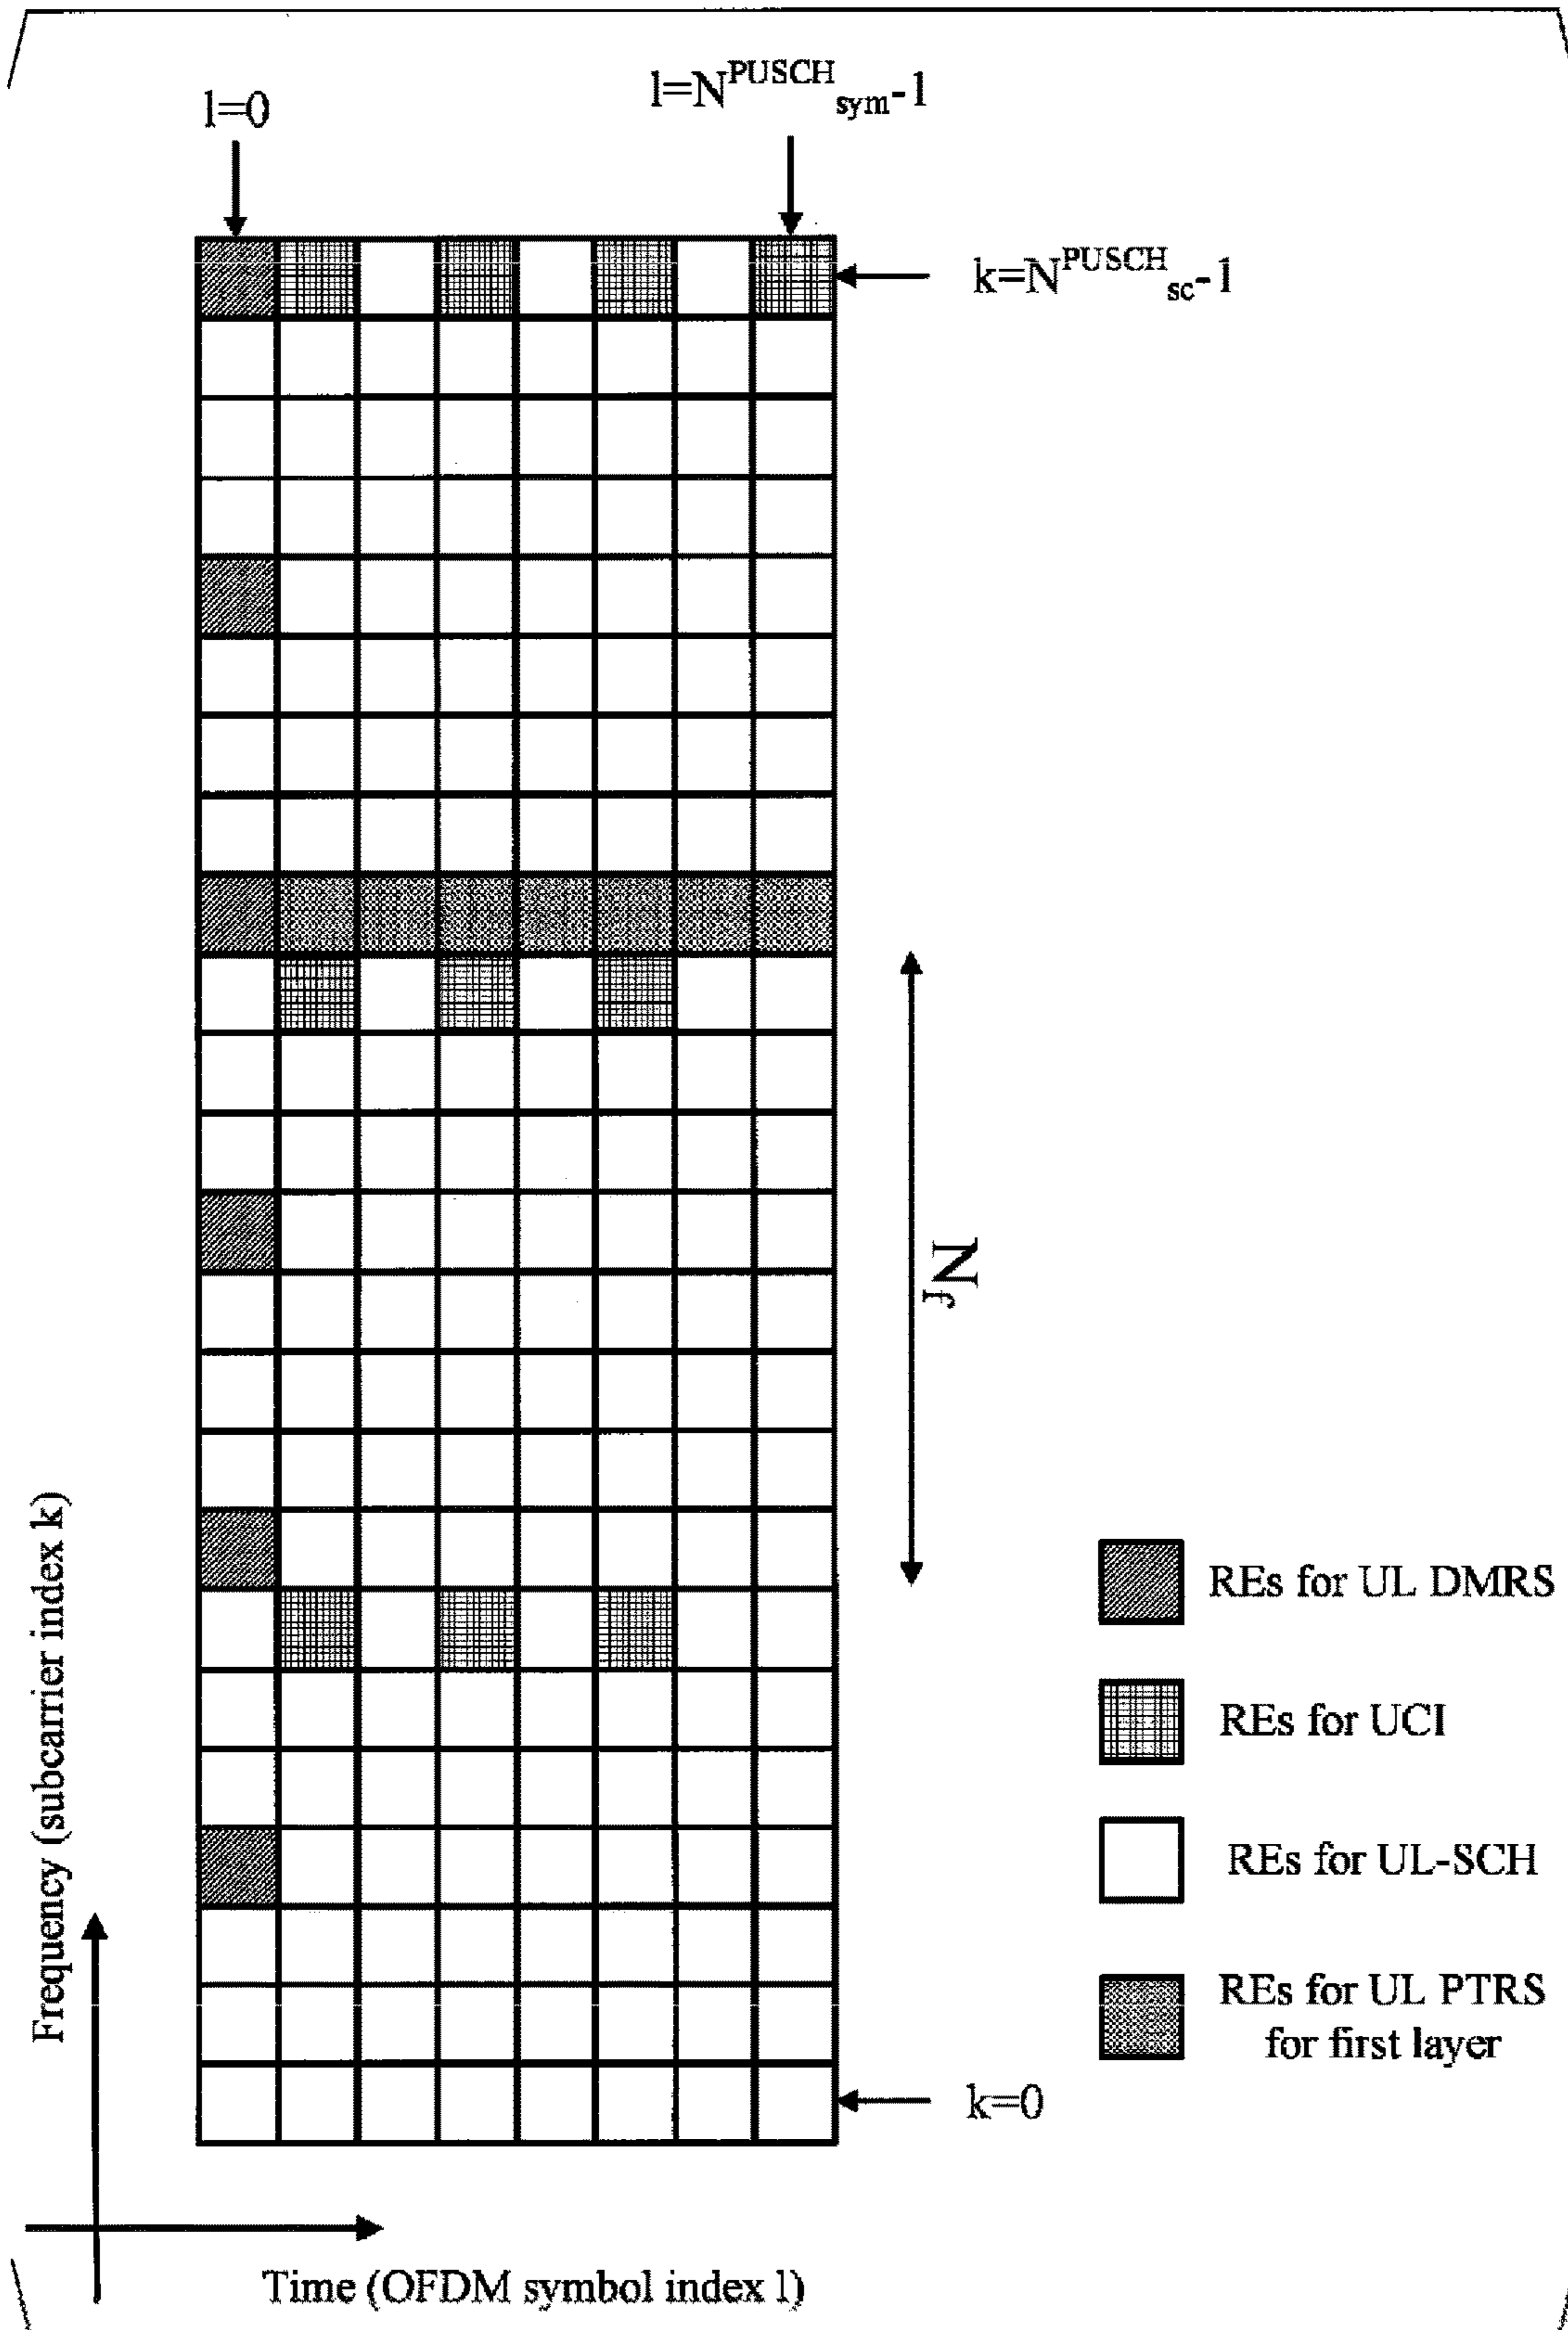 l=0
l=N^PUSCH_sym-1
k=N^PUSCH_sc-1
N_f
Frequency (subcarrier index k)
REs for UL DMRS
REs for UCI
REs for UL-SCH
REs for UL PTRS
for first layer
k=0
Time (OFDM symbol index l)